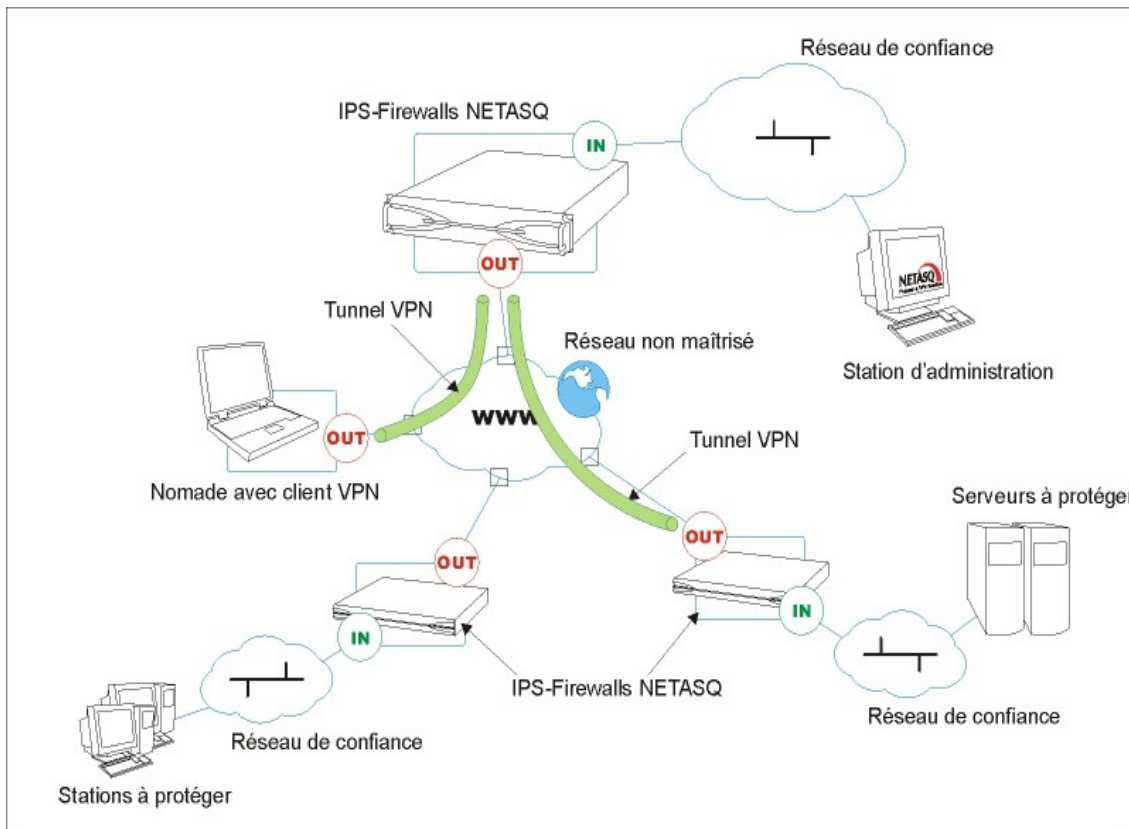 Réseau de confiance
IPS-Firewalls NETASQ
IN
OUT
NETASQ
Tunnel VPN
Réseau non maîtrisé
Station d'administration
www
OUT
Tunnel VPN
Nomade avec client VPN
Serveurs à protéger
OUT
OUT
IN
IN
IPS-Firewalls NETASQ
Réseau de confiance
Réseau de confiance
Stations à protéger